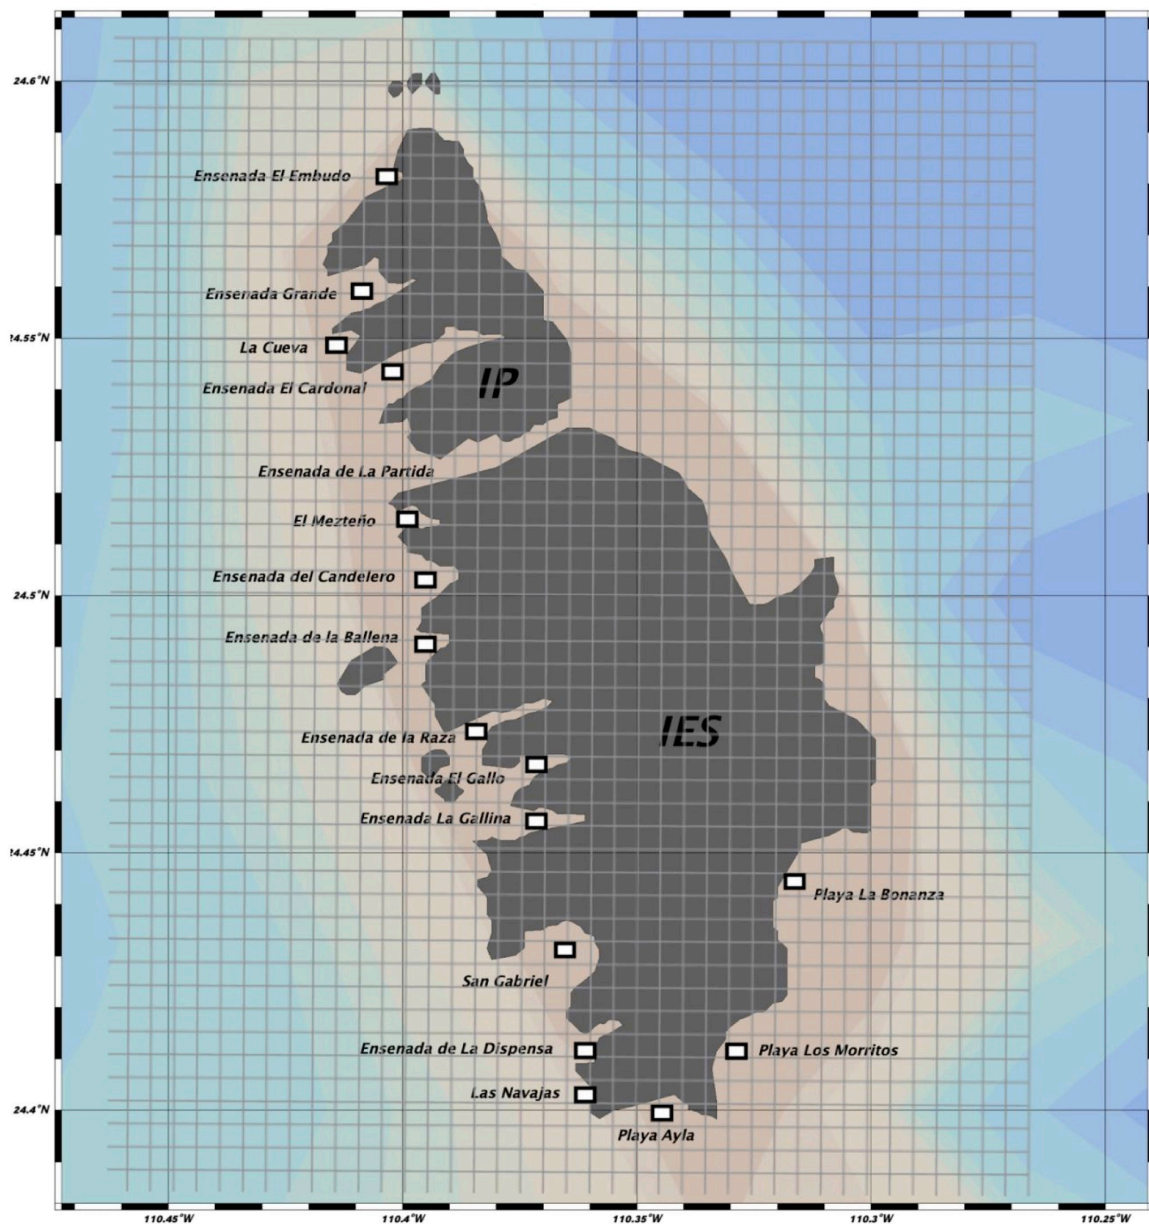 24.6°N
Ensenada El Embudo
Ensenada Grande
24.55°N
La Cueva
Ensenada El Cardonal
IP
Ensenada de La Partida
El Mezteño
Ensenada del Candelero
24.5°N
Ensenada de la Ballena
IES
Ensenada de la Raza
Ensenada El Gallo
Ensenada La Gallina
24.45°N
Playa La Bonanza
San Gabriel
Ensenada de La Dispensa
Playa Los Morritos
Las Navajas
24.4°N
Playa Ayla
110.45°W
110.4°W
110.35°W
110.3°W
110.25°W